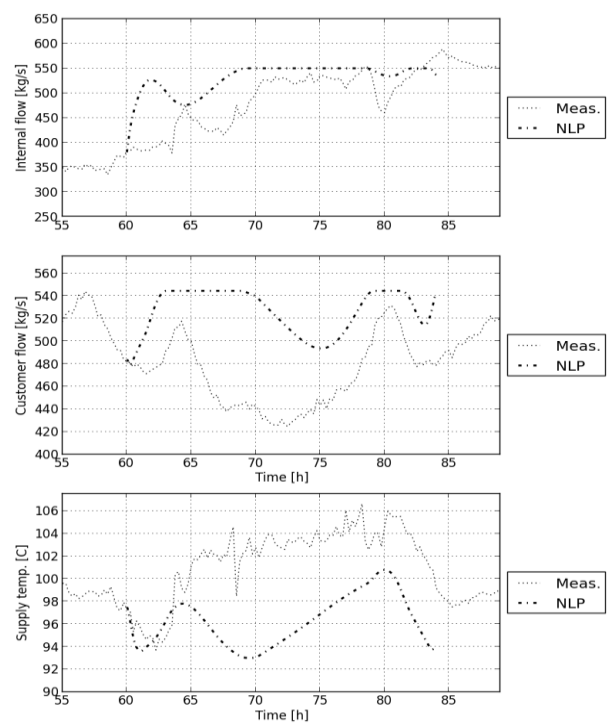 650
600
550
500
450
400
350
300
250
Internal flow [kg/s]
55 60 65 70 75 80 85
Meas.
NLP
560
540
520
500
480
460
440
420
400
Customer flow [kg/s]
55 60 65 70 75 80 85
Time [h]
Meas.
NLP
106
104
102
100
98
96
94
92
90
Supply temp. [C]
55 60 65 70 75 80 85
Time [h]
Meas.
NLP